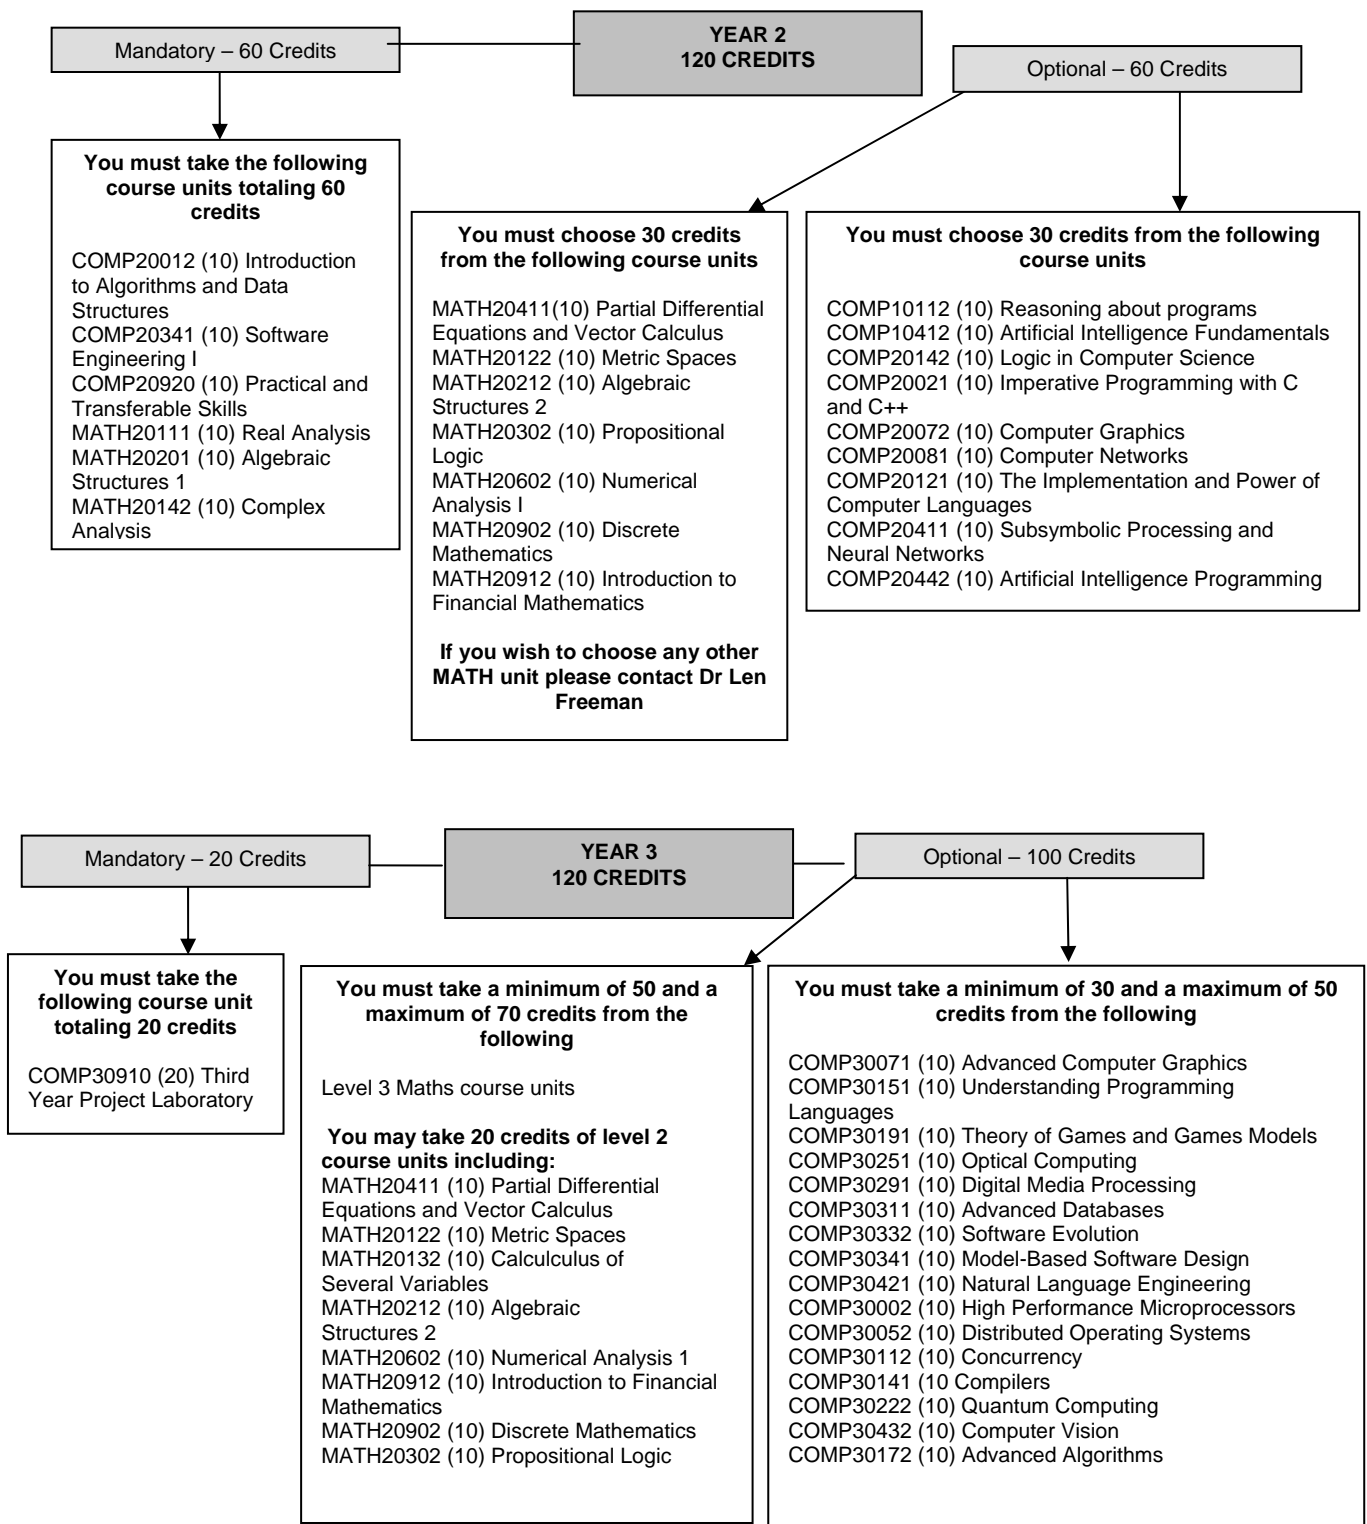 YEAR 2
120 CREDITS
Mandatory – 60 Credits
Optional – 60 Credits
You must take the following
course units totaling 60
credits
COMP20012 (10) Introduction
to Algorithms and Data
Structures
COMP20341 (10) Software
Engineering I
COMP20920 (10) Practical and
Transferable Skills
MATH20111 (10) Real Analysis
MATH20201 (10) Algebraic
Structures 1
MATH20142 (10) Complex
Analysis
You must choose 30 credits
from the following course units
MATH20411(10) Partial Differential
Equations and Vector Calculus
MATH20122 (10) Metric Spaces
MATH20212 (10) Algebraic
Structures 2
MATH20302 (10) Propositional
Logic
MATH20602 (10) Numerical
Analysis I
MATH20902 (10) Discrete
Mathematics
MATH20912 (10) Introduction to
Financial Mathematics
If you wish to choose any other
MATH unit please contact Dr Len
Freeman
You must choose 30 credits from the following
course units
COMP10112 (10) Reasoning about programs
COMP10412 (10) Artificial Intelligence Fundamentals
COMP20142 (10) Logic in Computer Science
COMP20021 (10) Imperative Programming with C
and C++
COMP20072 (10) Computer Graphics
COMP20081 (10) Computer Networks
COMP20121 (10) The Implementation and Power of
Computer Languages
COMP20411 (10) Subsymbolic Processing and
Neural Networks
COMP20442 (10) Artificial Intelligence Programming
YEAR 3
120 CREDITS
Mandatory – 20 Credits
Optional – 100 Credits
You must take the
following course unit
totaling 20 credits
COMP30910 (20) Third
Year Project Laboratory
You must take a minimum of 50 and a
maximum of 70 credits from the
following
Level 3 Maths course units
You may take 20 credits of level 2
course units including:
MATH20411 (10) Partial Differential
Equations and Vector Calculus
MATH20122 (10) Metric Spaces
MATH20132 (10) Calculculus of
Several Variables
MATH20212 (10) Algebraic
Structures 2
MATH20602 (10) Numerical Analysis 1
MATH20912 (10) Introduction to Financial
Mathematics
MATH20902 (10) Discrete Mathematics
MATH20302 (10) Propositional Logic
You must take a minimum of 30 and a maximum of 50
credits from the following
COMP30071 (10) Advanced Computer Graphics
COMP30151 (10) Understanding Programming
Languages
COMP30191 (10) Theory of Games and Games Models
COMP30251 (10) Optical Computing
COMP30291 (10) Digital Media Processing
COMP30311 (10) Advanced Databases
COMP30332 (10) Software Evolution
COMP30341 (10) Model-Based Software Design
COMP30421 (10) Natural Language Engineering
COMP30002 (10) High Performance Microprocessors
COMP30052 (10) Distributed Operating Systems
COMP30112 (10) Concurrency
COMP30141 (10 Compilers
COMP30222 (10) Quantum Computing
COMP30432 (10) Computer Vision
COMP30172 (10) Advanced Algorithms